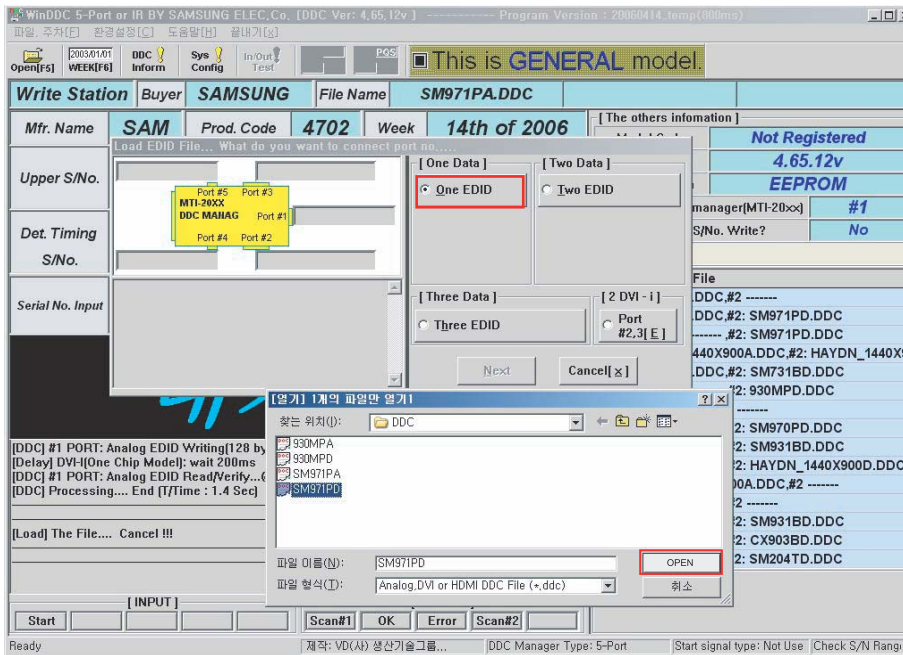 WinDDC 5-Port or IR BY SAMSUNG ELEC,Co, [DDC Ver: 4,65,12v ] ------------ Program Version : 20060414_temp(800ms)
파일, 주차[F] 환경설정[C] 도움말[H] 끝내기[x]
Open[F5] 2003/01/01 WEEK[F6] DDC Inform Sys Config In/Out Test PQS This is GENERAL model.
Write Station Buyer SAMSUNG File Name SM971PA.DDC
Mfr. Name SAM Prod. Code 4702 Week 14th of 2006
[ The others infomation ]
Not Registered
4.65.12v
EEPROM
manager(MTI-20xx) #1
S/No. Write? No
Upper S/No.
Det. Timing
S/No.
Serial No. Input
Load EDID File... What do you want to connect port no.....
Port #5 Port #3
MTI-20XX
DDC MANAG Port #1
Port #4 Port #2
[ One Data ] [ Two Data ]
One EDID Two EDID
[ Three Data ] [ 2 DVI - i ]
Three EDID Port #2,3[ E ]
Next Cancel[ x ]
File
.DDC,#2 -------
.DDC,#2: SM971PD.DDC
------- ,#2: SM971PD.DDC
440X900A.DDC,#2: HAYDN_1440X9
.DDC,#2: SM731BD.DDC
#2: 930MPD.DDC
-------
2: SM970PD.DDC
#2: SM931BD.DDC
#2: HAYDN_1440X900D.DDC
00A.DDC,#2 -------
#2 -------
#2: SM931BD.DDC
#2: CX903BD.DDC
2: SM204TD.DDC
[열기] 1개의 파일만 열기1
찾는 위치(I): DDC
930MPA
930MPD
SM971PA
SM971PD
파일 이름(N): SM971PD OPEN
파일 형식(T): Analog,DVI or HDMI DDC File (*,ddc) 취소
[DDC] #1 PORT: Analog EDID Writing(128 by
[Delay] DVI-I(One Chip Model): wait 200ms
[DDC] #1 PORT: Analog EDID Read/Verify...(
[DDC] Processing.... End (T/Time : 1.4 Sec)
[Load] The File.... Cancel !!!
[ INPUT ]
Start Scan#1 OK Error Scan#2
Ready 제작: VD(사) 생산기술그룹... DDC Manager Type: 5-Port Start signal type: Not Use Check S/N Rang